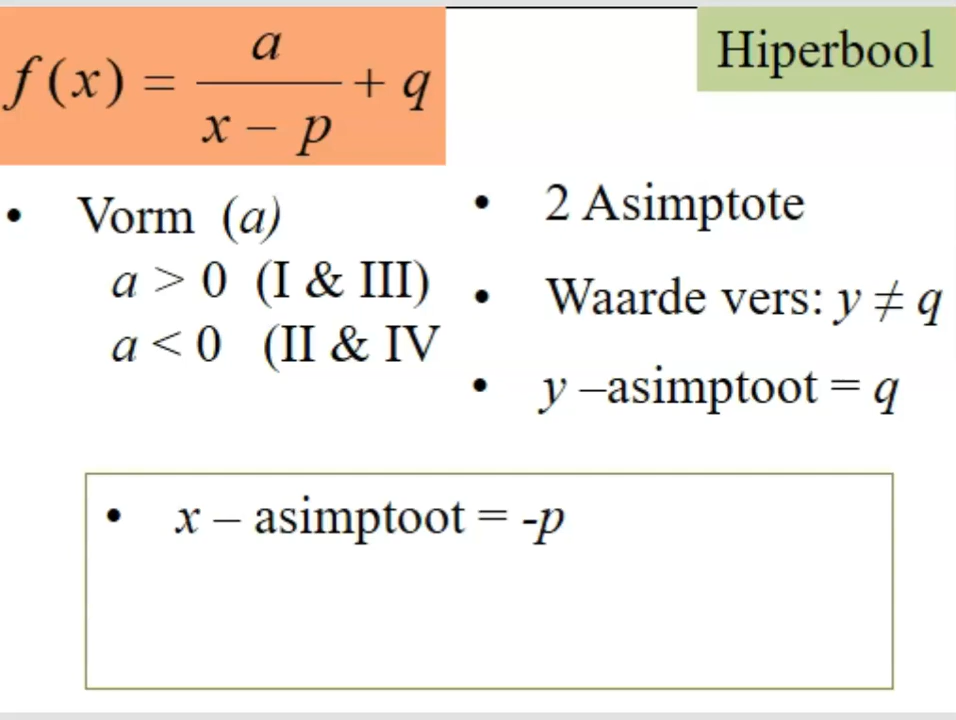 f(x) = a / (x – p) + q
Hiperbool
• Vorm (a)
a > 0 (I & III)
a < 0 (II & IV
• 2 Asimptote
• Waarde vers: y ≠ q
• y –asimptoot = q
• x – asimptoot = -p